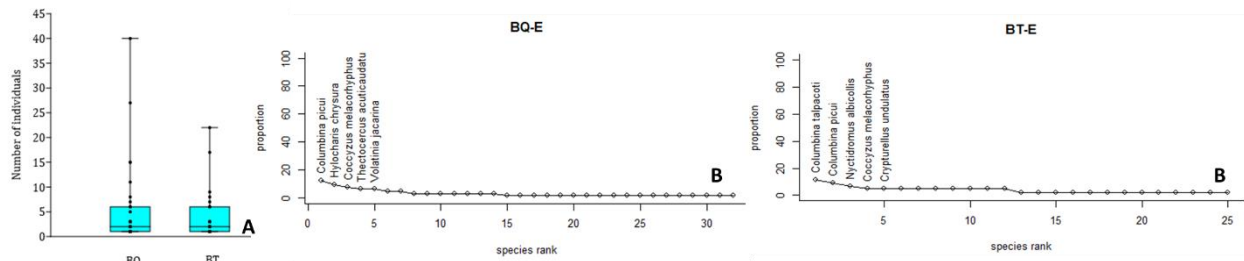 Number of individuals
45
40
35
30
25
20
15
10
5
0
BQ
BT
A
BQ-E
proportion
100
80
60
40
20
0
Columbina picui
Hylocharis chrysura
Coccyzus melacorhyphus
Thectocercus acuticaudatu
Volatinia jacarina
B
0 5 10 15 20 25 30
species rank
BT-E
proportion
100
80
60
40
20
0
Columbina talpacoti
Columbina picui
Nyctidromus albicollis
Coccyzus melacorhyphus
Crypturellus undulatus
B
5 10 15 20 25
species rank